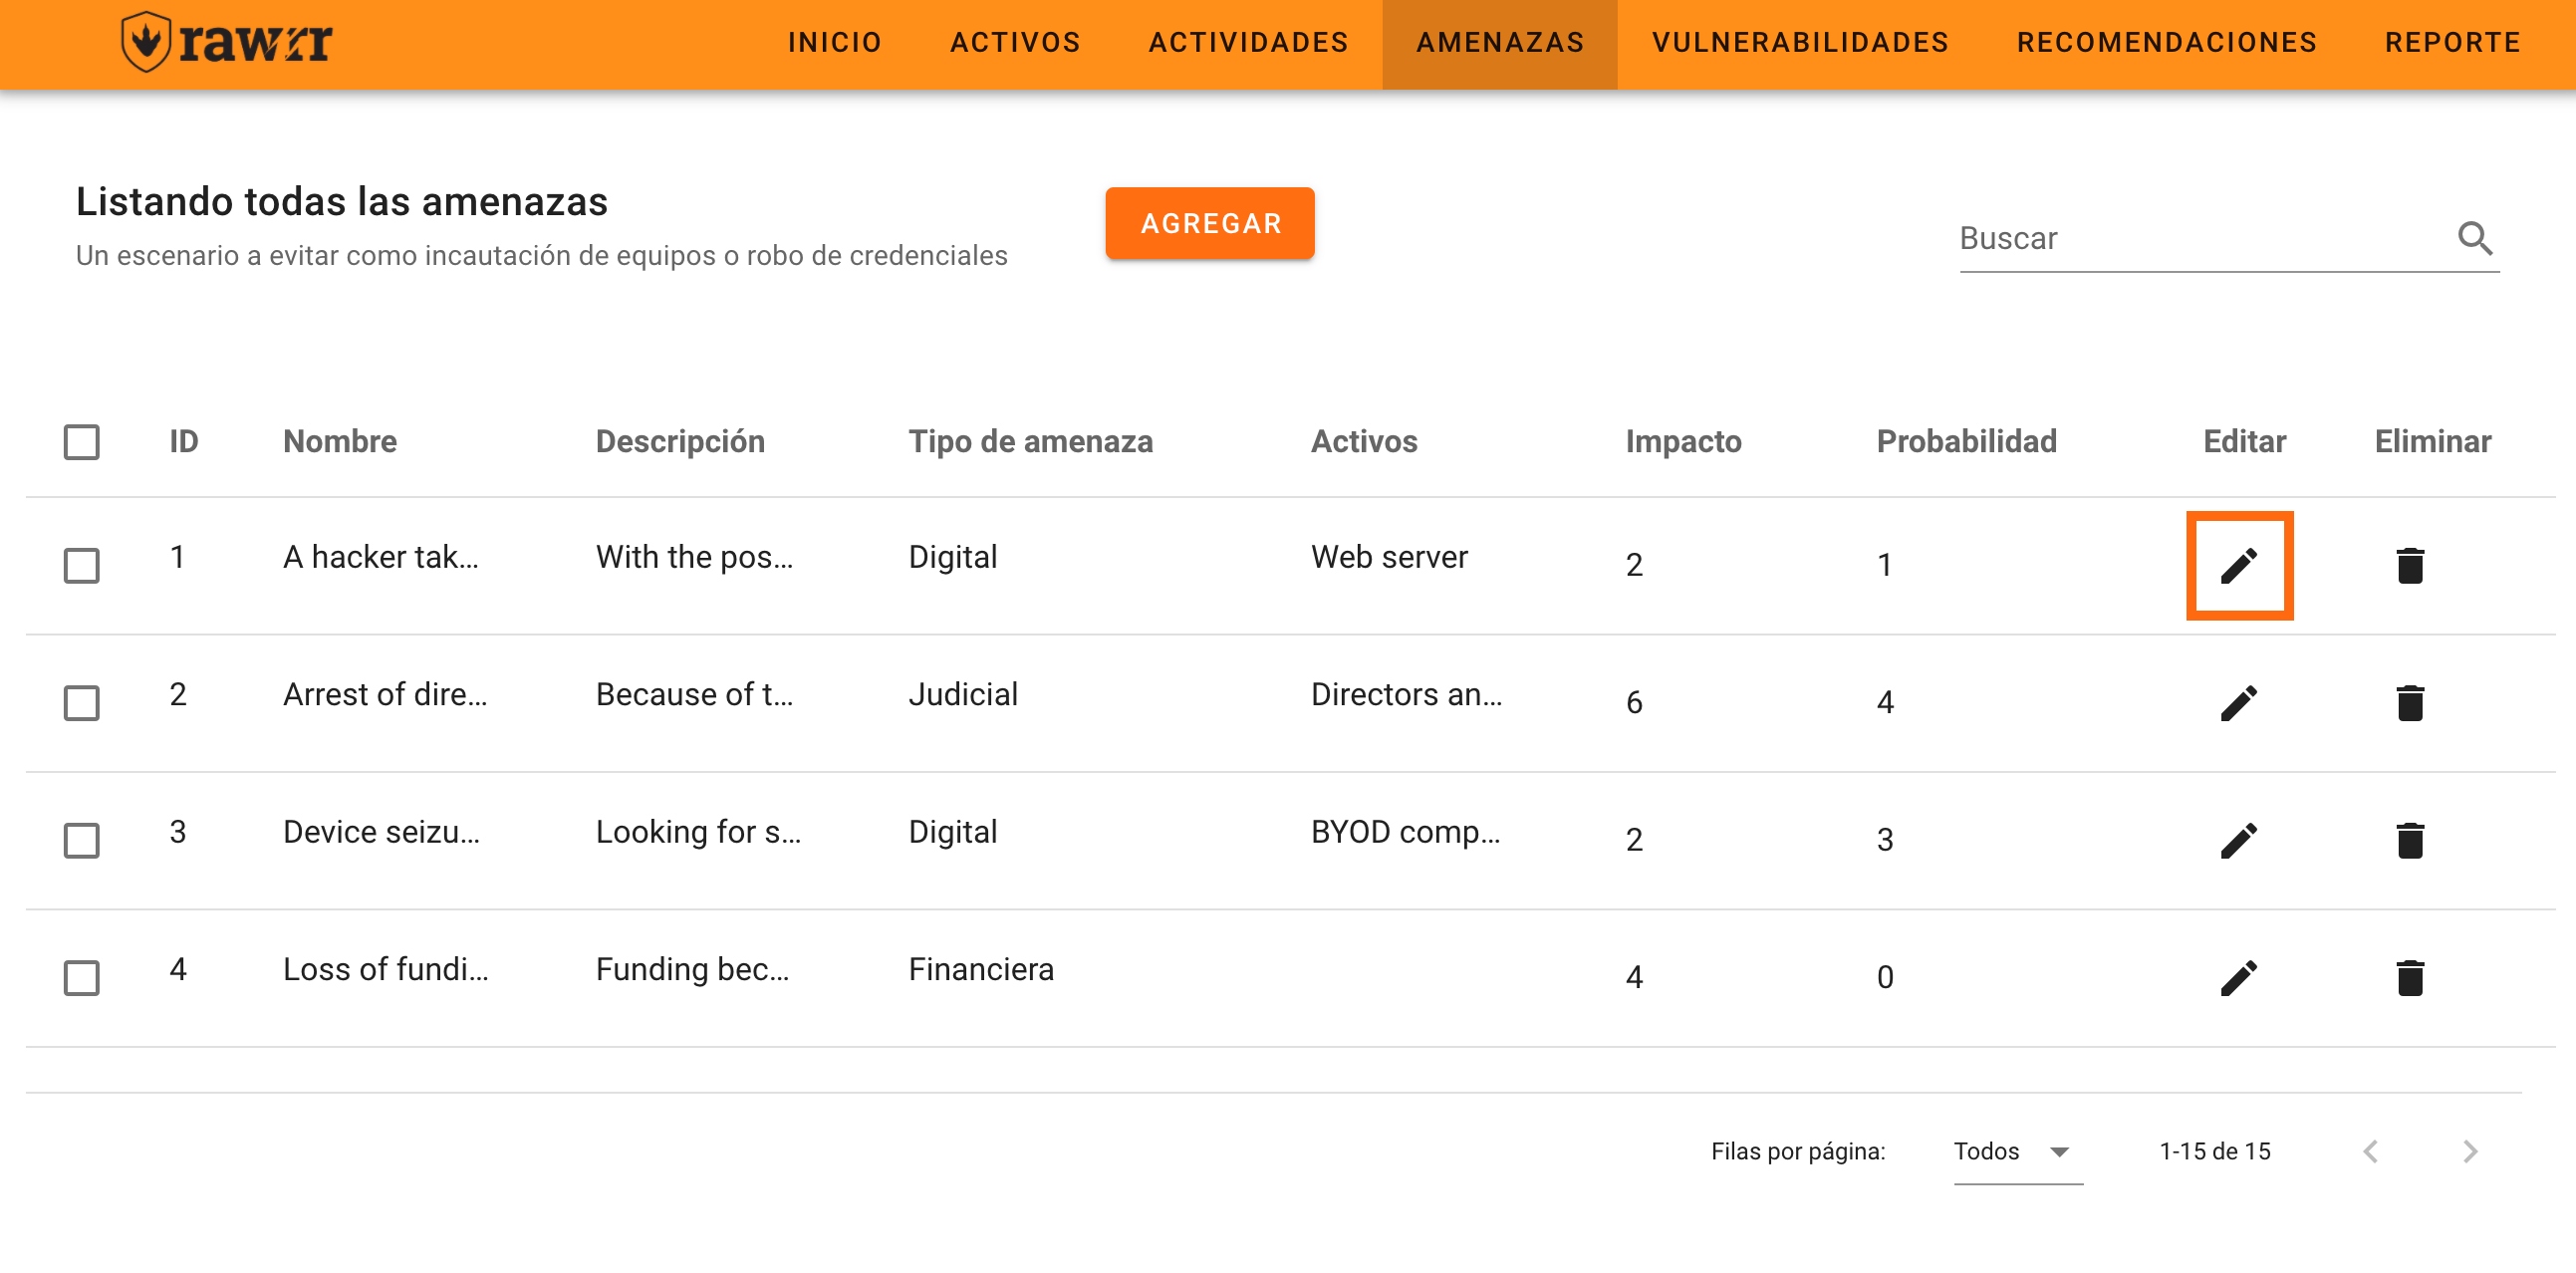 rawrr
INICIO ACTIVOS ACTIVIDADES AMENAZAS VULNERABILIDADES RECOMENDACIONES REPORTE
Listando todas las amenazas
Un escenario a evitar como incautación de equipos o robo de credenciales
AGREGAR
Buscar
ID Nombre Descripción Tipo de amenaza Activos Impacto Probabilidad Editar Eliminar
1 A hacker tak... With the pos... Digital Web server 2 1
2 Arrest of dire... Because of t... Judicial Directors an... 6 4
3 Device seizu... Looking for s... Digital BYOD comp... 2 3
4 Loss of fundi... Funding bec... Financiera 4 0
Filas por página: Todos 1-15 de 15